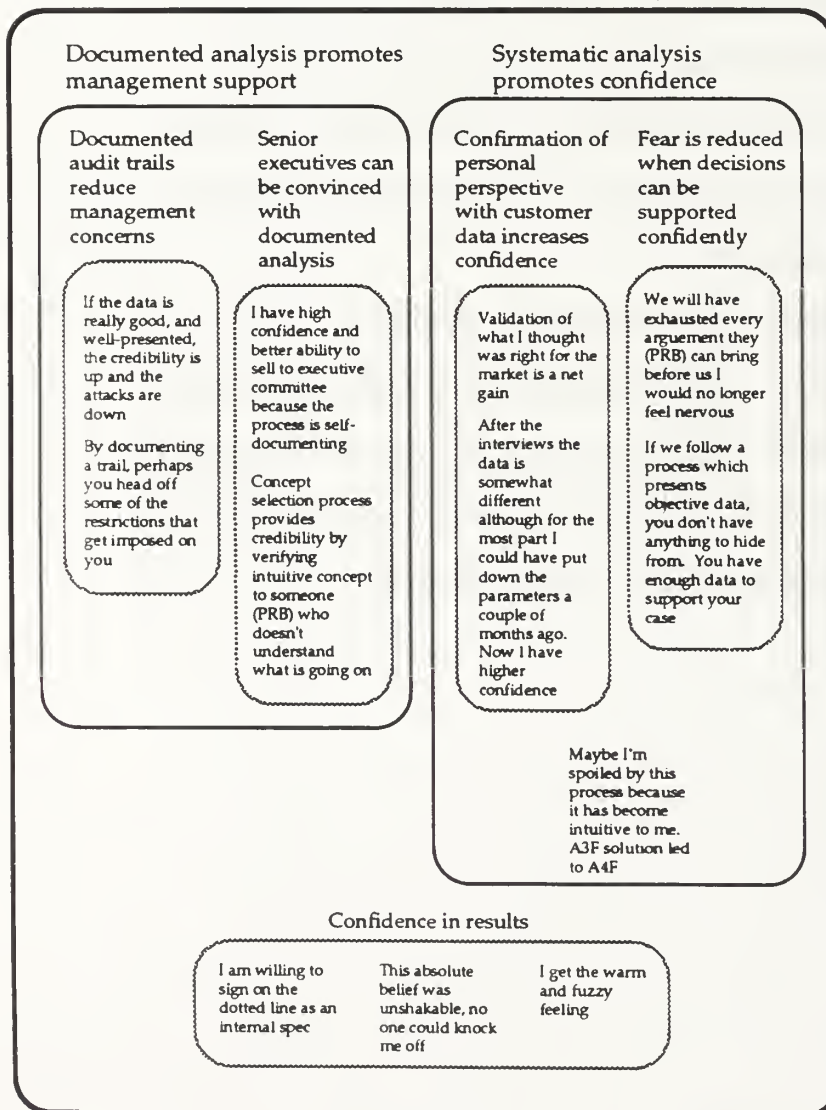 Documented analysis promotes
management support
Documented
audit trails
reduce
management
concerns
If the data is
really good, and
well-presented,
the credibility is
up and the
attacks are
down
By documenting
a trail, perhaps
you head off
some of the
restrictions that
get imposed on
you
Senior
executives can
be convinced
with
documented
analysis
I have high
confidence and
better ability to
sell to executive
committee
because the
process is self-
documenting
Concept
selection process
provides
credibility by
verifying
intuitive concept
to someone
(PRB) who
doesn't
understand
what is going on
Systematic analysis
promotes confidence
Confirmation of
personal
perspective
with customer
data increases
confidence
Validation of
what I thought
was right for the
market is a net
gain
After the
interviews the
data is
somewhat
different
although for the
most part I
could have put
down the
parameters a
couple of
months ago.
Now I have
higher
confidence
Fear is reduced
when decisions
can be
supported
confidently
We will have
exhausted every
arguement they
(PRB) can bring
before us I
would no longer
feel nervous
If we follow a
process which
presents
objective data,
you don't have
anything to hide
from. You have
enough data to
support your
case
Maybe I'm
spoiled by this
process because
it has become
intuitive to me.
A3F solution led
to A4F
Confidence in results
I am willing to
sign on the
dotted line as an
internal spec
This absolute
belief was
unshakable, no
one could knock
me off
I get the warm
and fuzzy
feeling